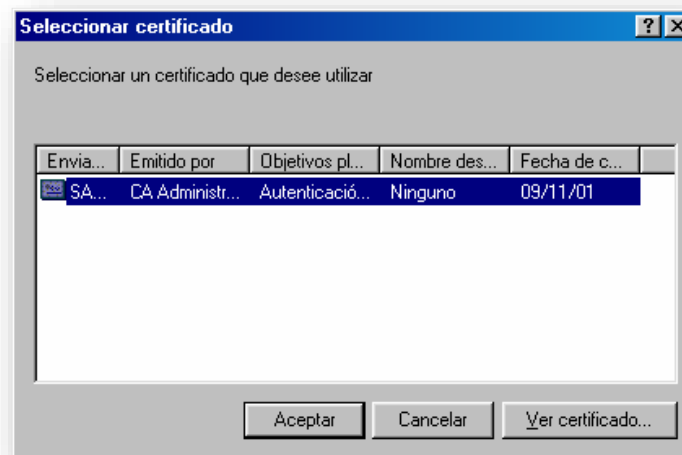 Seleccionar certificado
Seleccionar un certificado que desee utilizar
Envia... Emitido por Objetivos pl... Nombre des... Fecha de c...
SA... CA Administr... Autenticació... Ninguno 09/11/01
Aceptar Cancelar Ver certificado...